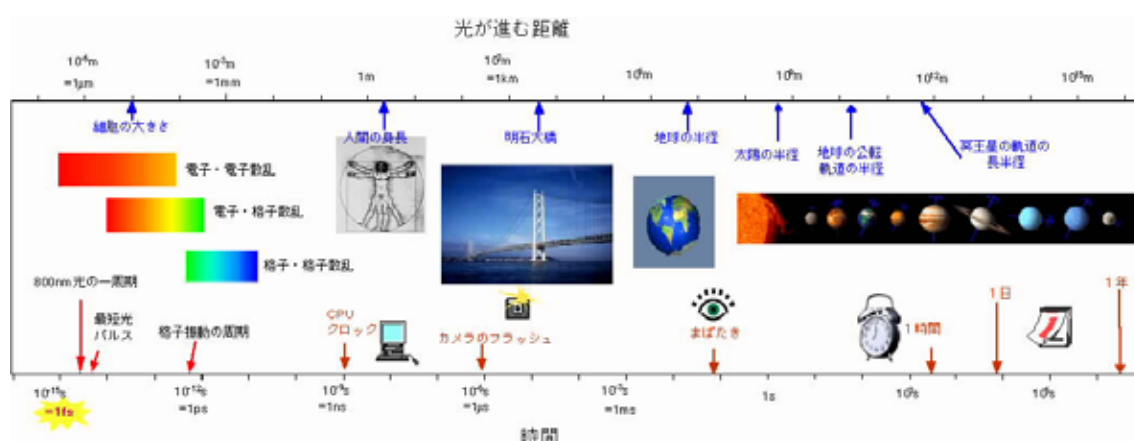 光が進む距離
10⁻⁶m
=1μm
10⁻³m
=1mm
1m
10³m
=1km
10⁶m
10⁹m
10¹²m
10¹⁵m
細胞の大きさ
人間の身長
明石大橋
地球の半径
太陽の半径
地球の公転
軌道の半径
冥王星の軌道の
長半径
電子・電子散乱
電子・格子散乱
格子・格子散乱
800nm 光の一周期
最短光
パルス
格子振動の周期
CPU
クロック
カメラのフラッシュ
まばたき
1時間
1日
1年
10⁻¹⁵s
=1fs
10⁻¹²s
=1ps
10⁻⁹s
=1ns
10⁻⁶s
=1μs
10⁻³s
=1ms
1s
10³s
10⁶s
時間